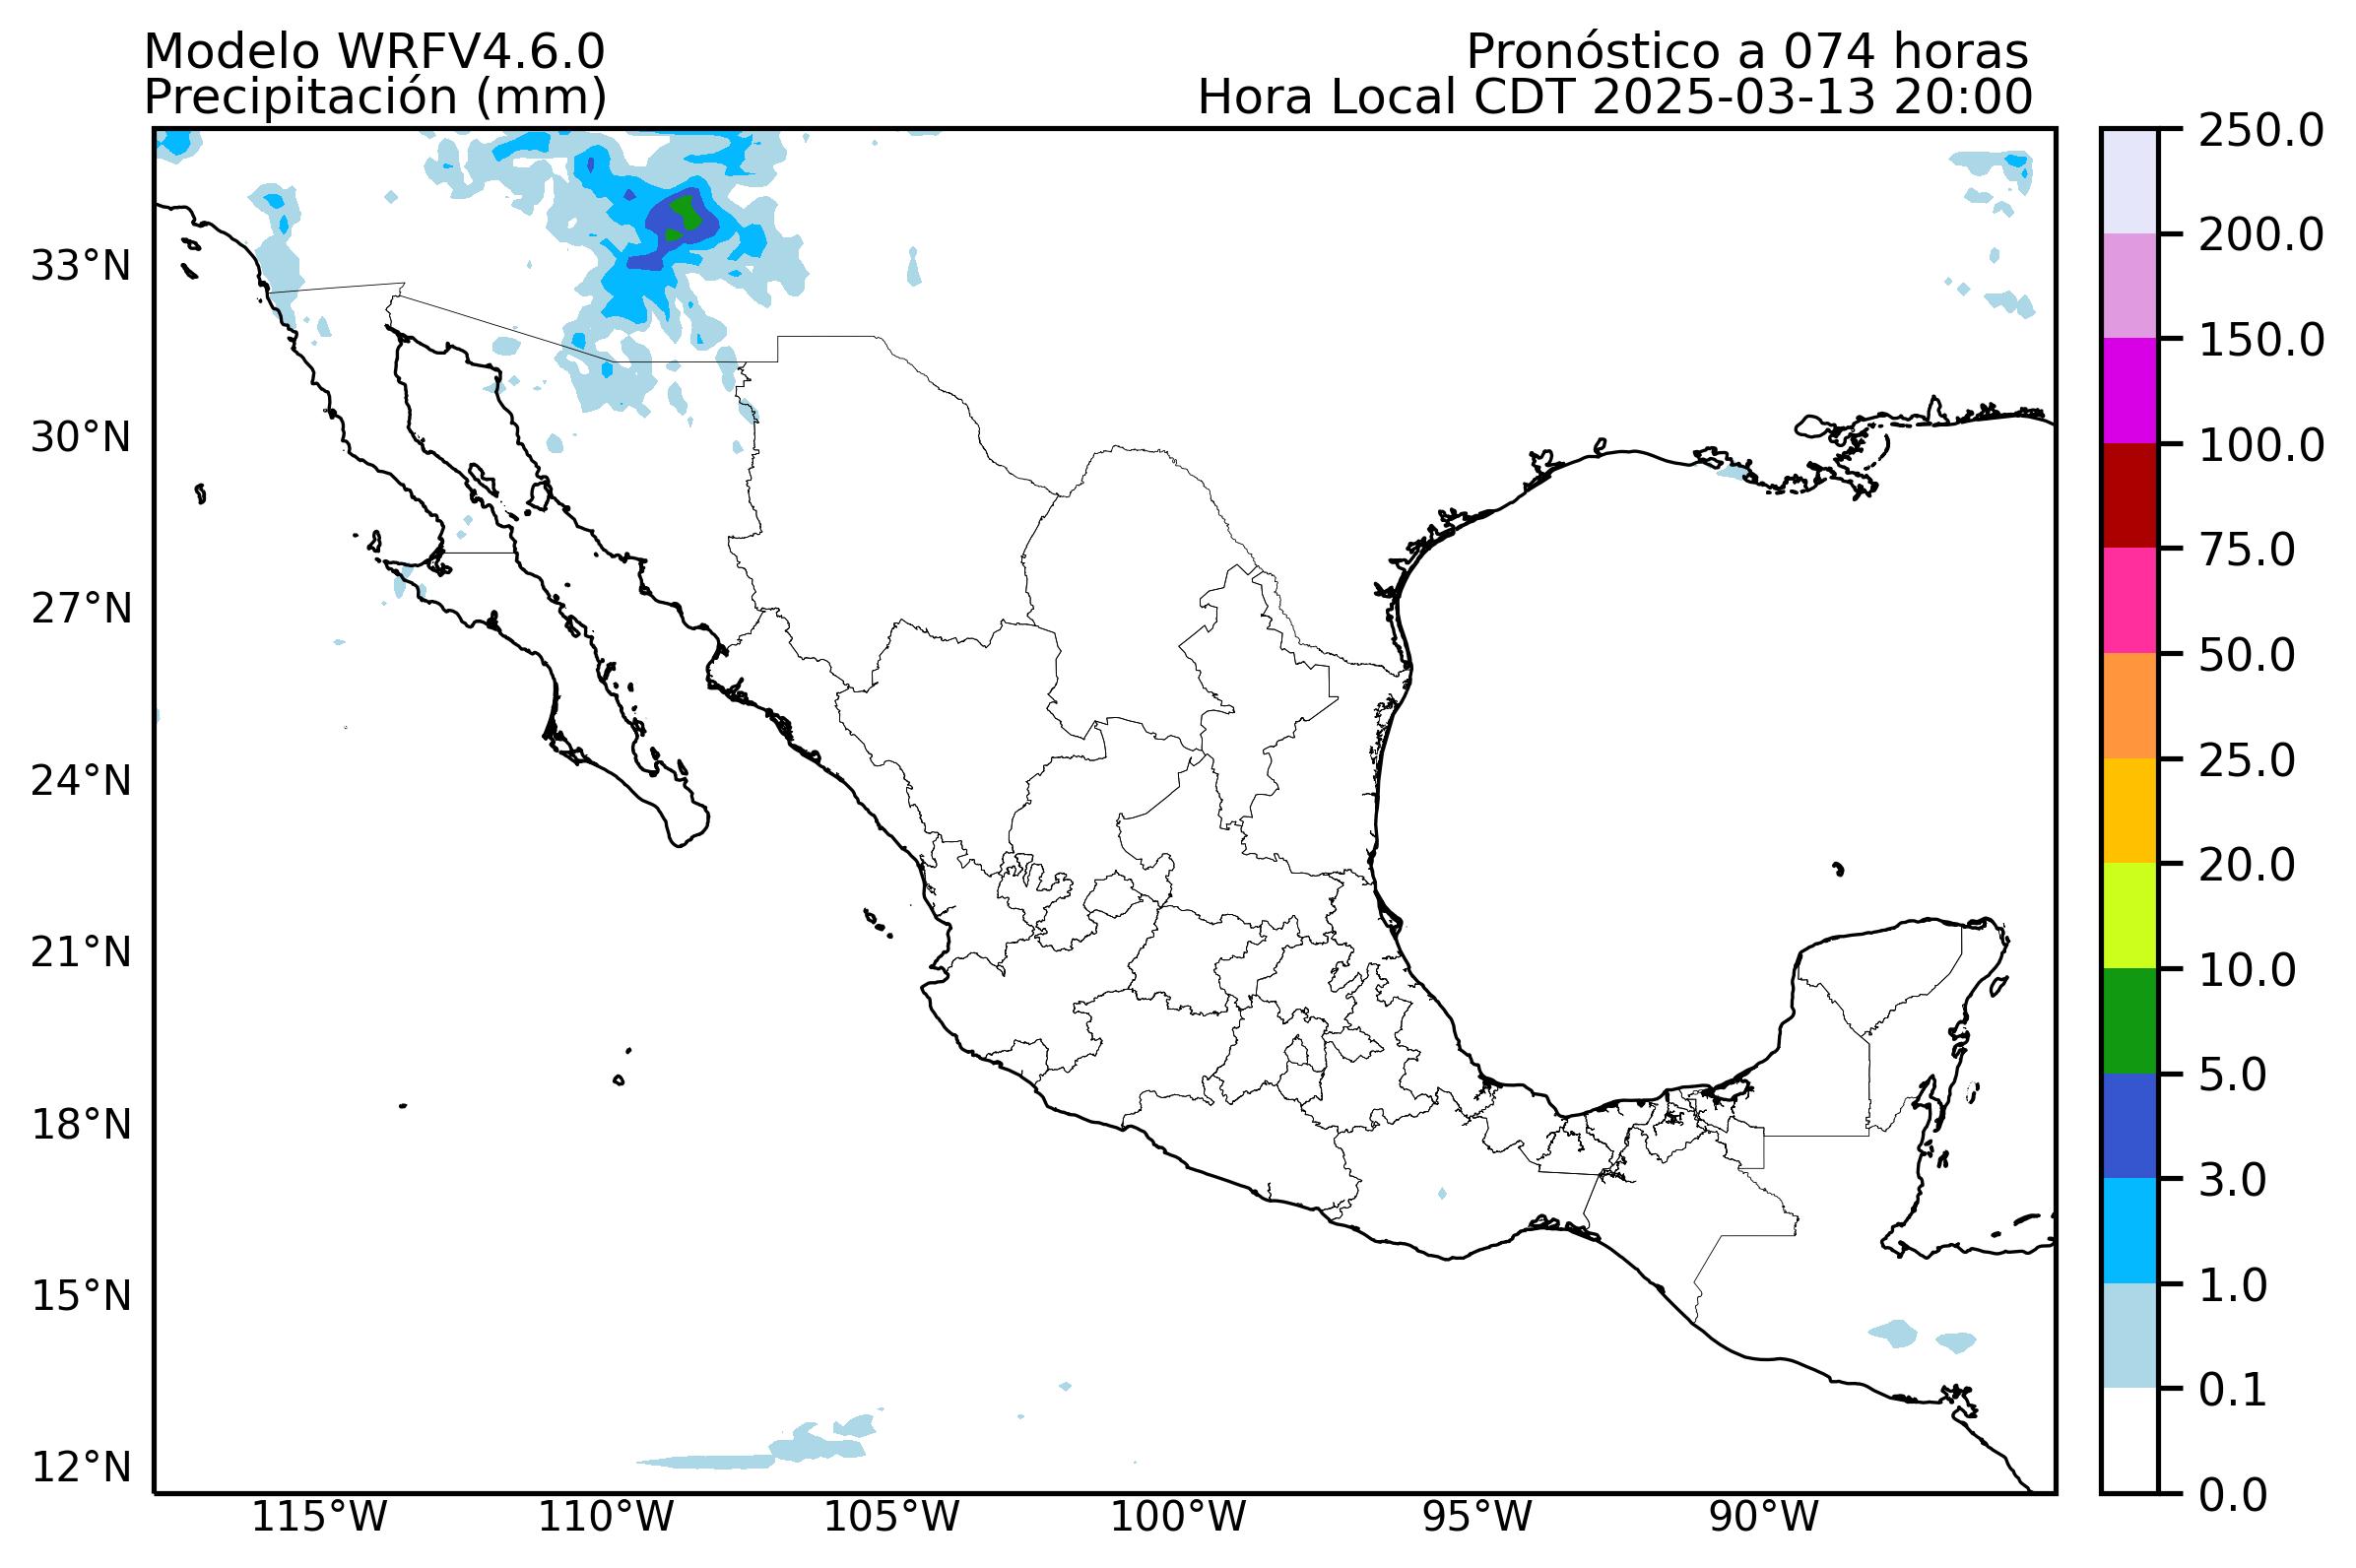 Modelo WRFV4.6.0
Precipitación (mm)
Pronóstico a 074 horas
Hora Local CDT 2025-03-13 20:00
33°N
30°N
27°N
24°N
21°N
18°N
15°N
12°N
115°W
110°W
105°W
100°W
95°W
90°W
250.0
200.0
150.0
100.0
75.0
50.0
25.0
20.0
10.0
5.0
3.0
1.0
0.1
0.0